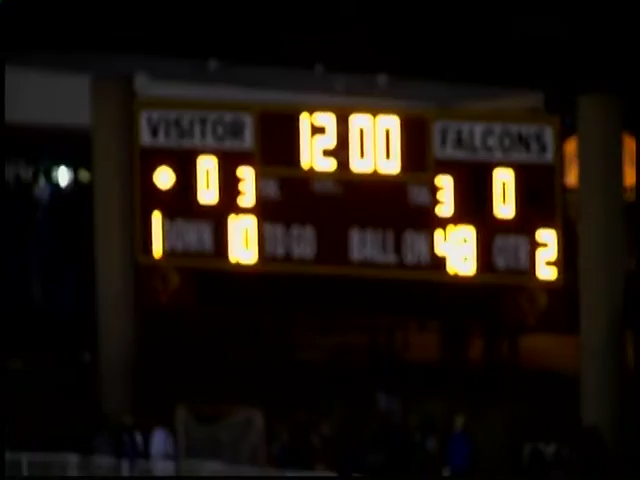 VISITOR 12 00 FALCONS
0 3 3 0
1 DOWN 10 TO GO BALL ON 48 QTR 2